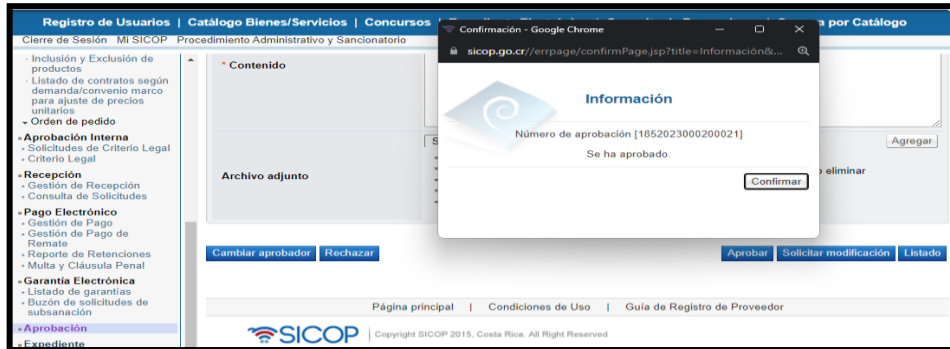 Registro de Usuarios | Catálogo Bienes/Servicios | Concursos
a por Catálogo
Cierre de Sesión Mi SICOP Procedimiento Administrativo y Sancionatorio
Inclusión y Exclusión de
productos
Listado de contratos según
demanda/convenio marco
para ajuste de precios
unitarios
Orden de pedido
Aprobación Interna
Solicitudes de Criterio Legal
Criterio Legal
Recepción
Gestión de Recepción
Consulta de Solicitudes
Pago Electrónico
Gestión de Pago
Gestión de Pago de
Remate
Reporte de Retenciones
Multa y Cláusula Penal
Garantía Electrónica
Listado de garantías
Buzón de solicitudes de
subsanación
Aprobación
Expediente
* Contenido
Archivo adjunto
S
Agregar
eliminar
Confirmación - Google Chrome
sicop.go.cr//errpage/confirmPage.jsp?title=Información&...
Información
Número de aprobación [1852023000200021]
Se ha aprobado.
Confirmar
Cambiar aprobador Rechazar
Aprobar Solicitar modificación Listado
Página principal | Condiciones de Uso | Guía de Registro de Proveedor
SICOP Copyright SICOP 2015, Costa Rica. All Right Reserved